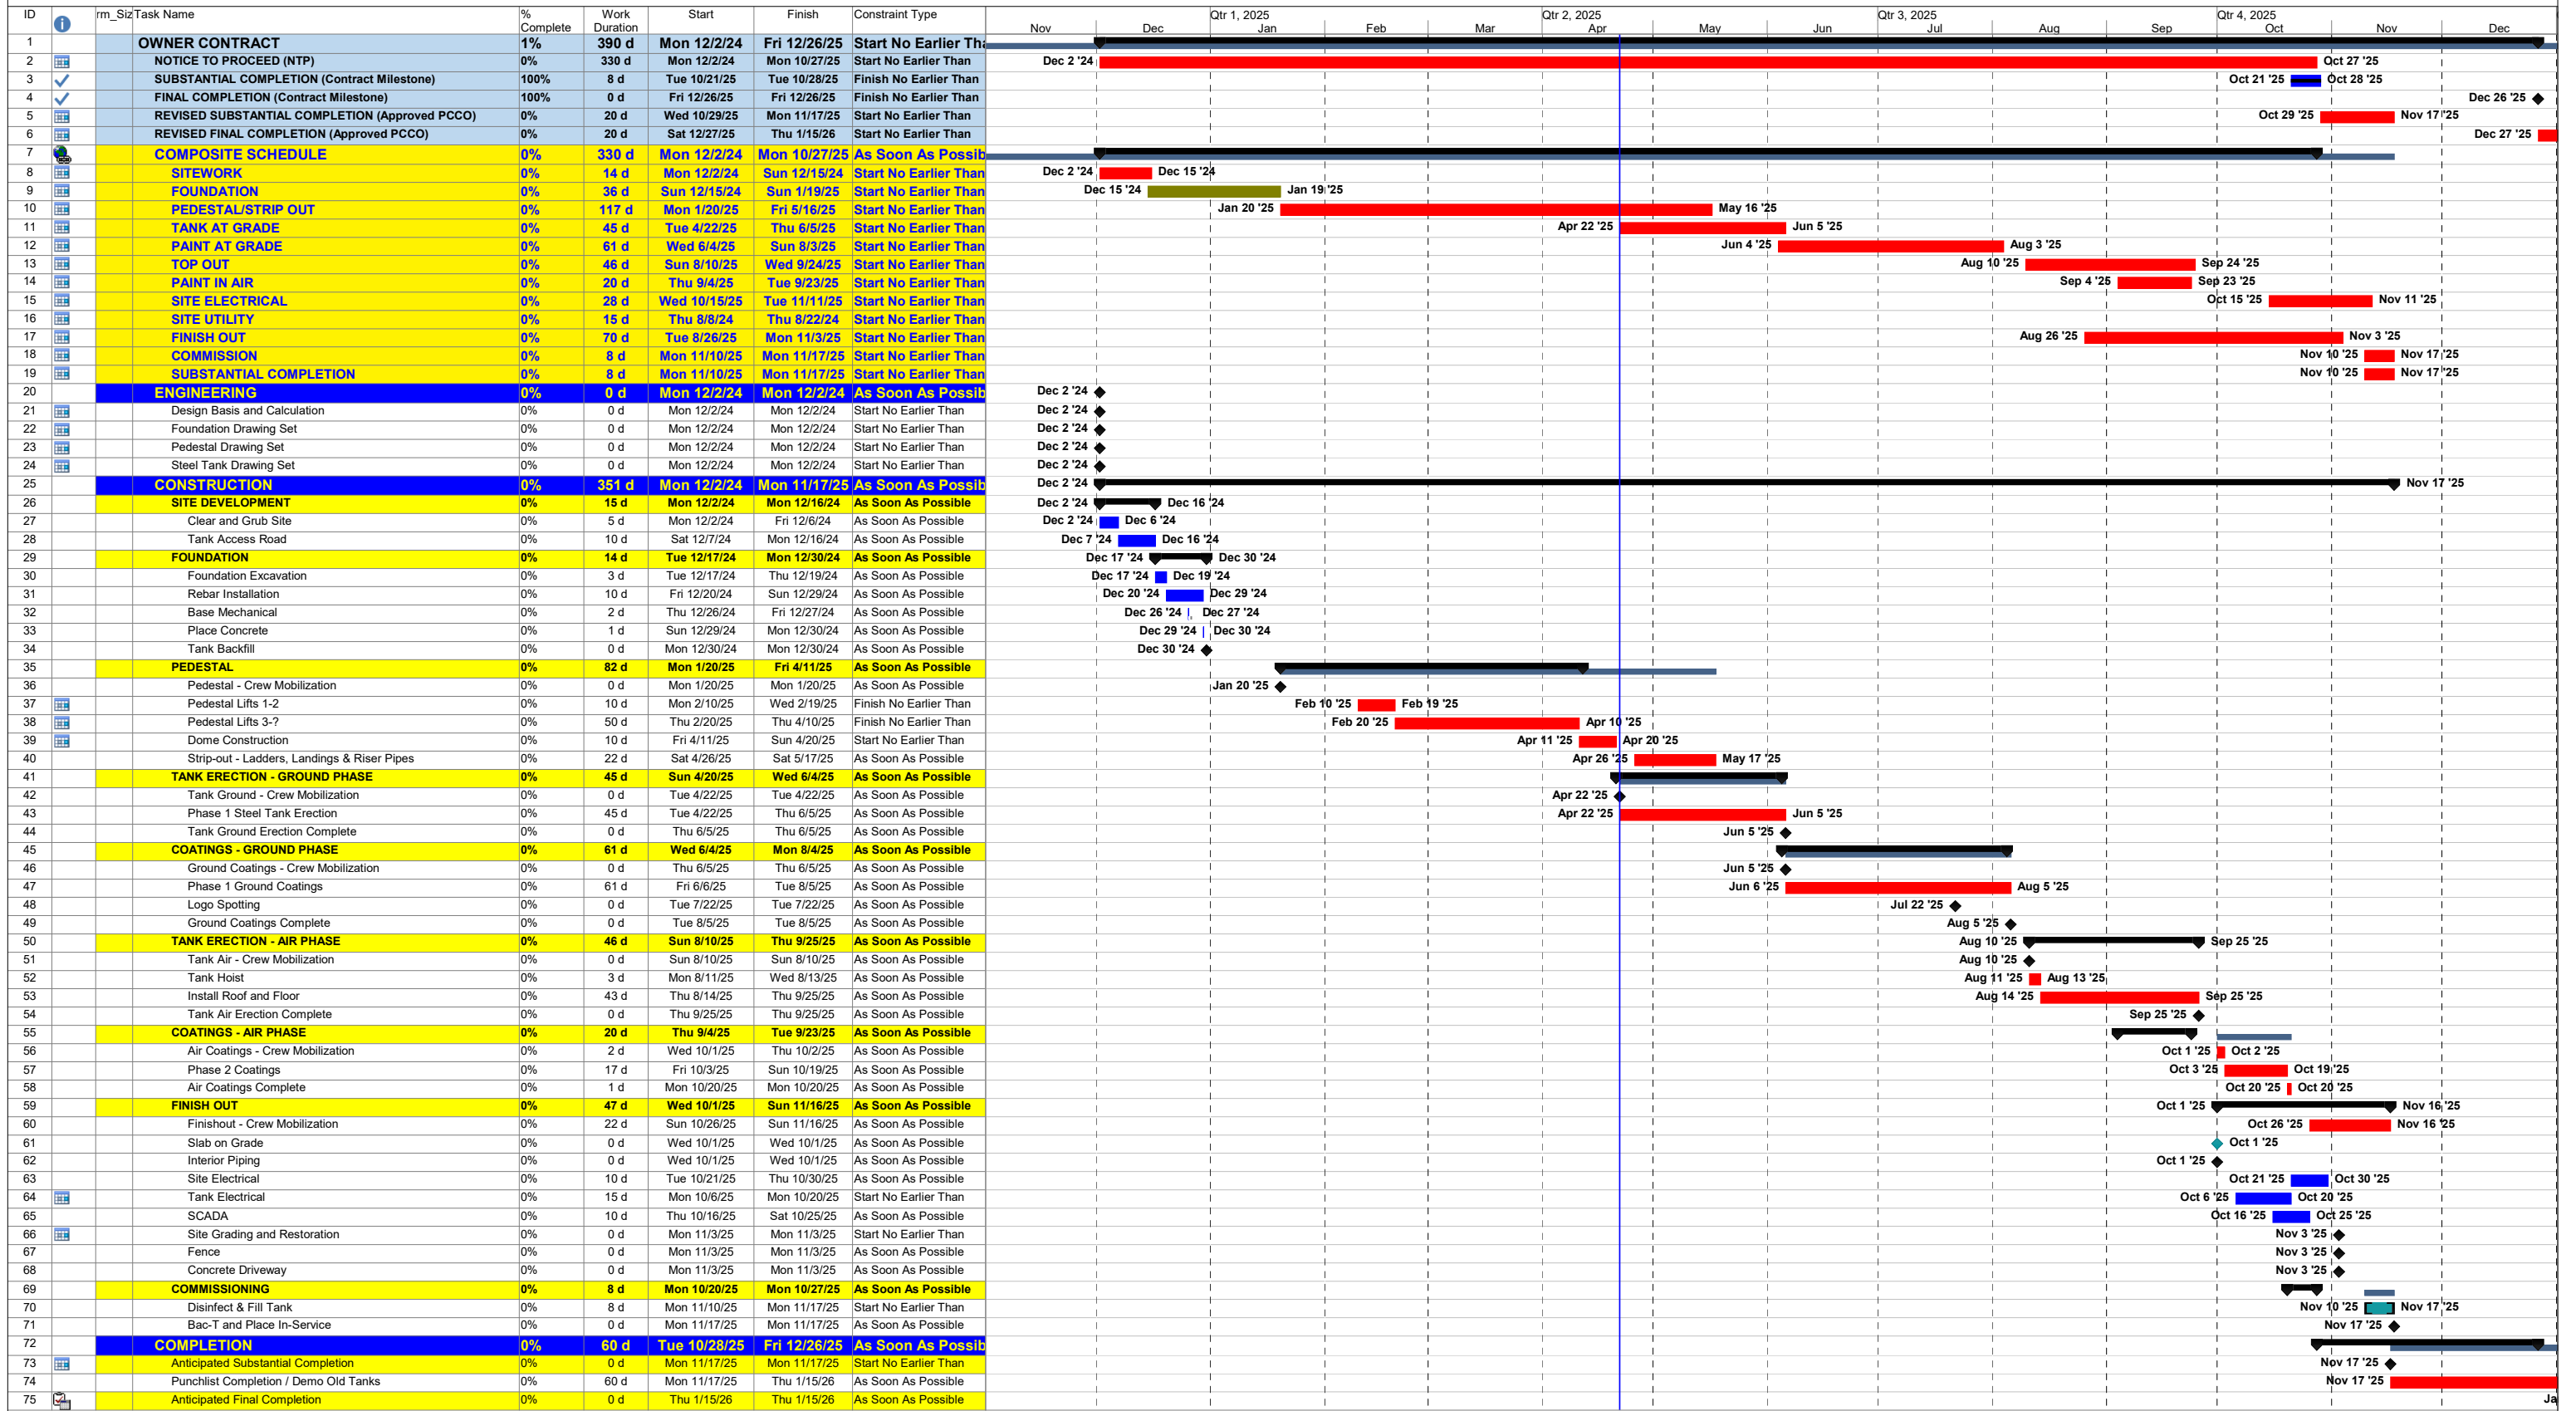 ID rm_Siz Task Name % Complete Work Duration Start Finish Constraint Type Qtr 1, 2025 Qtr 2, 2025 Qtr 3, 2025 Qtr 4, 2025
Nov Dec Jan Feb Mar Apr May Jun Jul Aug Sep Oct Nov Dec
1 OWNER CONTRACT 1% 390 d Mon 12/2/24 Fri 12/26/25 Start No Earlier Tha
2 NOTICE TO PROCEED (NTP) 0% 330 d Mon 12/2/24 Mon 10/27/25 Start No Earlier Than Dec 2 '24 Oct 27 '25
3 SUBSTANTIAL COMPLETION (Contract Milestone) 100% 8 d Tue 10/21/25 Tue 10/28/25 Finish No Earlier Than Oct 21 '25 Oct 28 '25
4 FINAL COMPLETION (Contract Milestone) 100% 0 d Fri 12/26/25 Fri 12/26/25 Finish No Earlier Than Dec 26 '25
5 REVISED SUBSTANTIAL COMPLETION (Approved PCCO) 0% 20 d Wed 10/29/25 Mon 11/17/25 Start No Earlier Than Oct 29 '25 Nov 17 '25
6 REVISED FINAL COMPLETION (Approved PCCO) 0% 20 d Sat 12/27/25 Thu 1/15/26 Start No Earlier Than Dec 27 '25
7 COMPOSITE SCHEDULE 0% 330 d Mon 12/2/24 Mon 10/27/25 As Soon As Possib
8 SITEWORK 0% 14 d Mon 12/2/24 Sun 12/15/24 Start No Earlier Than Dec 2 '24 Dec 15 '24
9 FOUNDATION 0% 36 d Sun 12/15/24 Sun 1/19/25 Start No Earlier Than Dec 15 '24 Jan 19 '25
10 PEDESTAL/STRIP OUT 0% 117 d Mon 1/20/25 Fri 5/16/25 Start No Earlier Than Jan 20 '25 May 16 '25
11 TANK AT GRADE 0% 45 d Tue 4/22/25 Thu 6/5/25 Start No Earlier Than Apr 22 '25 Jun 5 '25
12 PAINT AT GRADE 0% 61 d Wed 6/4/25 Sun 8/3/25 Start No Earlier Than Jun 4 '25 Aug 3 '25
13 TOP OUT 0% 46 d Sun 8/10/25 Wed 9/24/25 Start No Earlier Than Aug 10 '25 Sep 24 '25
14 PAINT IN AIR 0% 20 d Thu 9/4/25 Tue 9/23/25 Start No Earlier Than Sep 4 '25 Sep 23 '25
15 SITE ELECTRICAL 0% 28 d Wed 10/15/25 Tue 11/11/25 Start No Earlier Than Oct 15 '25 Nov 11 '25
16 SITE UTILITY 0% 15 d Thu 8/8/24 Thu 8/22/24 Start No Earlier Than
17 FINISH OUT 0% 70 d Tue 8/26/25 Mon 11/3/25 Start No Earlier Than Aug 26 '25 Nov 3 '25
18 COMMISSION 0% 8 d Mon 11/10/25 Mon 11/17/25 Start No Earlier Than Nov 10 '25 Nov 17 '25
19 SUBSTANTIAL COMPLETION 0% 8 d Mon 11/10/25 Mon 11/17/25 Start No Earlier Than Nov 10 '25 Nov 17 '25
20 ENGINEERING 0% 0 d Mon 12/2/24 Mon 12/2/24 As Soon As Possib Dec 2 '24
21 Design Basis and Calculation 0% 0 d Mon 12/2/24 Mon 12/2/24 Start No Earlier Than Dec 2 '24
22 Foundation Drawing Set 0% 0 d Mon 12/2/24 Mon 12/2/24 Start No Earlier Than Dec 2 '24
23 Pedestal Drawing Set 0% 0 d Mon 12/2/24 Mon 12/2/24 Start No Earlier Than Dec 2 '24
24 Steel Tank Drawing Set 0% 0 d Mon 12/2/24 Mon 12/2/24 Start No Earlier Than Dec 2 '24
25 CONSTRUCTION 0% 351 d Mon 12/2/24 Mon 11/17/25 As Soon As Possib Dec 2 '24 Nov 17 '25
26 SITE DEVELOPMENT 0% 15 d Mon 12/2/24 Mon 12/16/24 As Soon As Possible Dec 2 '24 Dec 16 '24
27 Clear and Grub Site 0% 5 d Mon 12/2/24 Fri 12/6/24 As Soon As Possible Dec 2 '24 Dec 6 '24
28 Tank Access Road 0% 10 d Sat 12/7/24 Mon 12/16/24 As Soon As Possible Dec 7 '24 Dec 16 '24
29 FOUNDATION 0% 14 d Tue 12/17/24 Mon 12/30/24 As Soon As Possible Dec 17 '24 Dec 30 '24
30 Foundation Excavation 0% 3 d Tue 12/17/24 Thu 12/19/24 As Soon As Possible Dec 17 '24 Dec 19 '24
31 Rebar Installation 0% 10 d Fri 12/20/24 Sun 12/29/24 As Soon As Possible Dec 20 '24 Dec 29 '24
32 Base Mechanical 0% 2 d Thu 12/26/24 Fri 12/27/24 As Soon As Possible Dec 26 '24 Dec 27 '24
33 Place Concrete 0% 1 d Sun 12/29/24 Mon 12/30/24 As Soon As Possible Dec 29 '24 Dec 30 '24
34 Tank Backfill 0% 0 d Mon 12/30/24 Mon 12/30/24 As Soon As Possible Dec 30 '24
35 PEDESTAL 0% 82 d Mon 1/20/25 Fri 4/11/25 As Soon As Possible
36 Pedestal - Crew Mobilization 0% 0 d Mon 1/20/25 Mon 1/20/25 As Soon As Possible Jan 20 '25
37 Pedestal Lifts 1-2 0% 10 d Mon 2/10/25 Wed 2/19/25 Finish No Earlier Than Feb 10 '25 Feb 19 '25
38 Pedestal Lifts 3-? 0% 50 d Thu 2/20/25 Thu 4/10/25 Finish No Earlier Than Feb 20 '25 Apr 10 '25
39 Dome Construction 0% 10 d Fri 4/11/25 Sun 4/20/25 Start No Earlier Than Apr 11 '25 Apr 20 '25
40 Strip-out - Ladders, Landings & Riser Pipes 0% 22 d Sat 4/26/25 Sat 5/17/25 As Soon As Possible Apr 26 '25 May 17 '25
41 TANK ERECTION - GROUND PHASE 0% 45 d Sun 4/20/25 Wed 6/4/25 As Soon As Possible
42 Tank Ground - Crew Mobilization 0% 0 d Tue 4/22/25 Tue 4/22/25 As Soon As Possible Apr 22 '25
43 Phase 1 Steel Tank Erection 0% 45 d Tue 4/22/25 Thu 6/5/25 As Soon As Possible Apr 22 '25 Jun 5 '25
44 Tank Ground Erection Complete 0% 0 d Thu 6/5/25 Thu 6/5/25 As Soon As Possible Jun 5 '25
45 COATINGS - GROUND PHASE 0% 61 d Wed 6/4/25 Mon 8/4/25 As Soon As Possible
46 Ground Coatings - Crew Mobilization 0% 0 d Thu 6/5/25 Thu 6/5/25 As Soon As Possible Jun 5 '25
47 Phase 1 Ground Coatings 0% 61 d Fri 6/6/25 Tue 8/5/25 As Soon As Possible Jun 6 '25 Aug 5 '25
48 Logo Spotting 0% 0 d Tue 7/22/25 Tue 7/22/25 As Soon As Possible Jul 22 '25
49 Ground Coatings Complete 0% 0 d Tue 8/5/25 Tue 8/5/25 As Soon As Possible Aug 5 '25
50 TANK ERECTION - AIR PHASE 0% 46 d Sun 8/10/25 Thu 9/25/25 As Soon As Possible Aug 10 '25 Sep 25 '25
51 Tank Air - Crew Mobilization 0% 0 d Sun 8/10/25 Sun 8/10/25 As Soon As Possible Aug 10 '25
52 Tank Hoist 0% 3 d Mon 8/11/25 Wed 8/13/25 As Soon As Possible Aug 11 '25 Aug 13 '25
53 Install Roof and Floor 0% 43 d Thu 8/14/25 Thu 9/25/25 As Soon As Possible Aug 14 '25 Sep 25 '25
54 Tank Air Erection Complete 0% 0 d Thu 9/25/25 Thu 9/25/25 As Soon As Possible Sep 25 '25
55 COATINGS - AIR PHASE 0% 20 d Thu 9/4/25 Tue 9/23/25 As Soon As Possible
56 Air Coatings - Crew Mobilization 0% 2 d Wed 10/1/25 Thu 10/2/25 As Soon As Possible Oct 1 '25 Oct 2 '25
57 Phase 2 Coatings 0% 17 d Fri 10/3/25 Sun 10/19/25 As Soon As Possible Oct 3 '25 Oct 19 '25
58 Air Coatings Complete 0% 1 d Mon 10/20/25 Mon 10/20/25 As Soon As Possible Oct 20 '25 Oct 20 '25
59 FINISH OUT 0% 47 d Wed 10/1/25 Sun 11/16/25 As Soon As Possible Oct 1 '25 Nov 16 '25
60 Finishout - Crew Mobilization 0% 22 d Sun 10/26/25 Sun 11/16/25 As Soon As Possible Oct 26 '25 Nov 16 '25
61 Slab on Grade 0% 0 d Wed 10/1/25 Wed 10/1/25 As Soon As Possible Oct 1 '25
62 Interior Piping 0% 0 d Wed 10/1/25 Wed 10/1/25 As Soon As Possible Oct 1 '25
63 Site Electrical 0% 10 d Tue 10/21/25 Thu 10/30/25 As Soon As Possible Oct 21 '25 Oct 30 '25
64 Tank Electrical 0% 15 d Mon 10/6/25 Mon 10/20/25 Start No Earlier Than Oct 6 '25 Oct 20 '25
65 SCADA 0% 10 d Thu 10/16/25 Sat 10/25/25 As Soon As Possible Oct 16 '25 Oct 25 '25
66 Site Grading and Restoration 0% 0 d Mon 11/3/25 Mon 11/3/25 Start No Earlier Than Nov 3 '25
67 Fence 0% 0 d Mon 11/3/25 Mon 11/3/25 As Soon As Possible Nov 3 '25
68 Concrete Driveway 0% 0 d Mon 11/3/25 Mon 11/3/25 As Soon As Possible Nov 3 '25
69 COMMISSIONING 0% 8 d Mon 10/20/25 Mon 10/27/25 As Soon As Possible
70 Disinfect & Fill Tank 0% 8 d Mon 11/10/25 Mon 11/17/25 Start No Earlier Than Nov 10 '25 Nov 17 '25
71 Bac-T and Place In-Service 0% 0 d Mon 11/17/25 Mon 11/17/25 As Soon As Possible Nov 17 '25
72 COMPLETION 0% 60 d Tue 10/28/25 Fri 12/26/25 As Soon As Possib
73 Anticipated Substantial Completion 0% 0 d Mon 11/17/25 Mon 11/17/25 Start No Earlier Than Nov 17 '25
74 Punchlist Completion / Demo Old Tanks 0% 60 d Mon 11/17/25 Thu 1/15/26 As Soon As Possible Nov 17 '25
75 Anticipated Final Completion 0% 0 d Thu 1/15/26 Thu 1/15/26 As Soon As Possible Ja